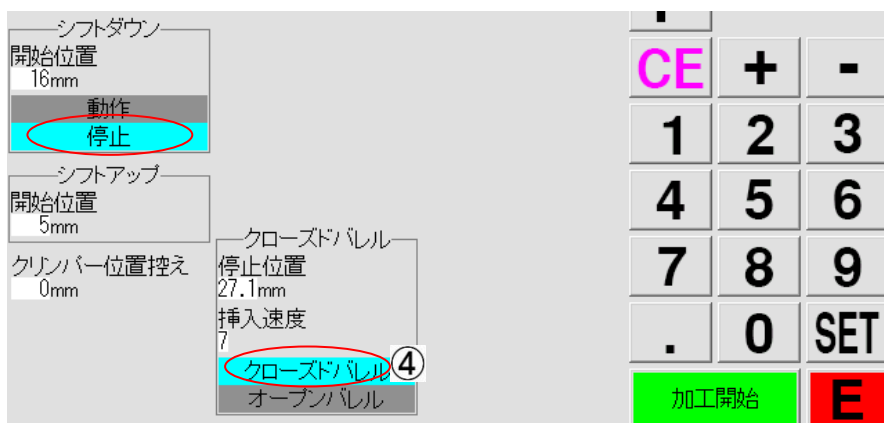 シフトダウン
開始位置
16mm
動作
停止
シフトアップ
開始位置
5mm
クリンパー位置控え
0mm
クローズドバレル
停止位置
27.1mm
挿入速度
7
クローズドバレル
④
オープンバレル
CE + -
1 2 3
4 5 6
7 8 9
. 0 SET
加工開始 E